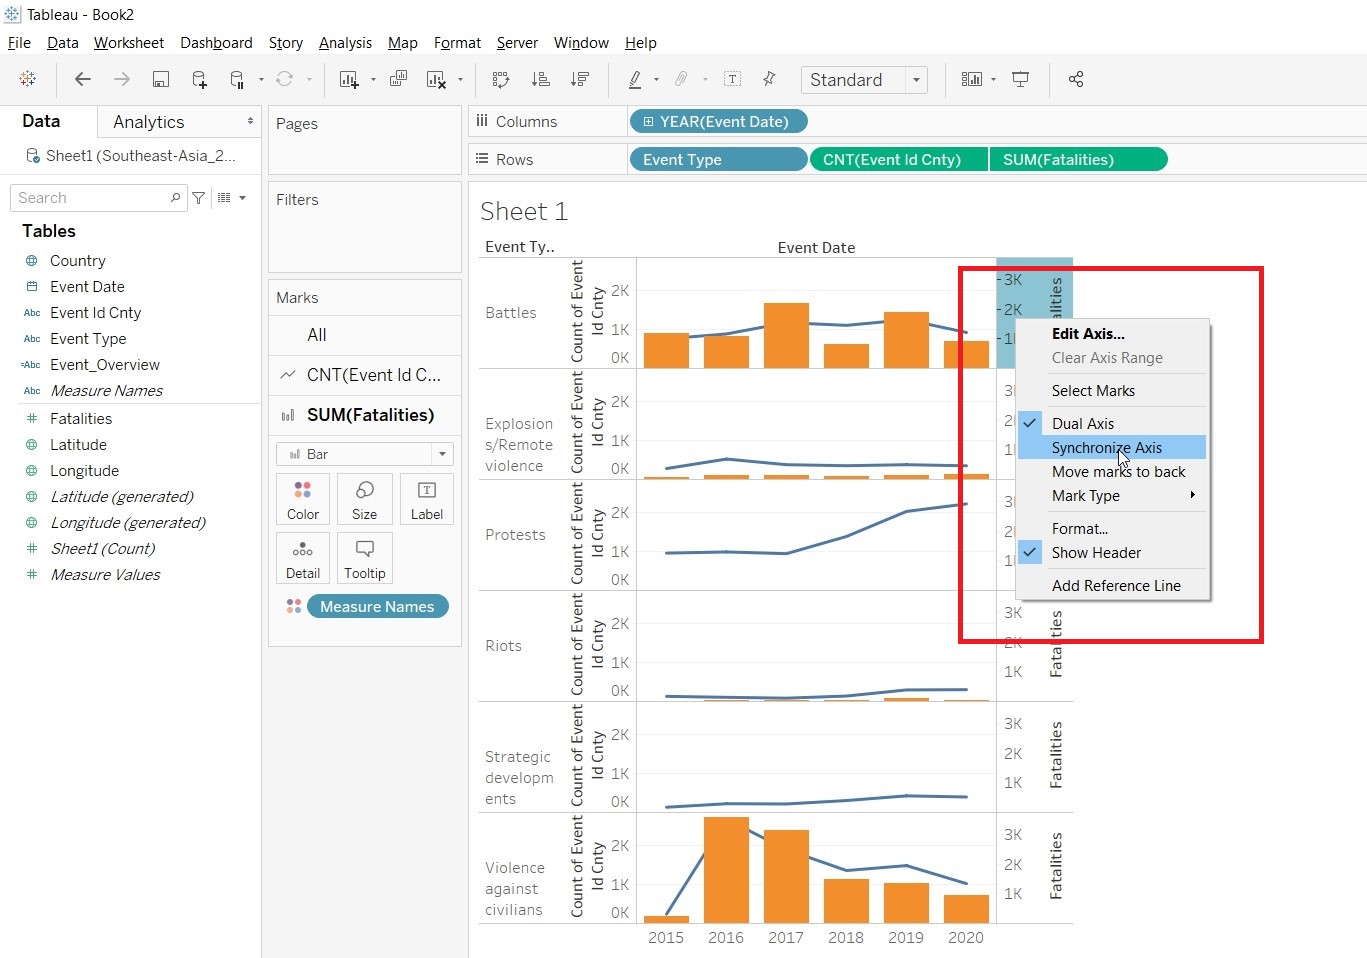 Tableau - Book2
File Data Worksheet Dashboard Story Analysis Map Format Server Window Help
Standard
Data Analytics
Sheet1 (Southeast-Asia_2...
Search
Tables
Country
Event Date
Abc Event Id Cnty
Abc Event Type
=Abc Event_Overview
Abc Measure Names
# Fatalities
Latitude
Longitude
Latitude (generated)
Longitude (generated)
# Sheet1 (Count)
# Measure Values
Pages
Filters
Marks
All
CNT(Event Id C...
SUM(Fatalities)
Bar
Color Size Label
Detail Tooltip
Measure Names
Columns YEAR(Event Date)
Rows Event Type CNT(Event Id Cnty) SUM(Fatalities)
Sheet 1
Event Ty.. Event Date
Battles
Count of Event
Id Cnty
2K
1K
0K
3K
2K
1
alities
Explosion
s/Remote
violence
Count of Event
Id Cnty
2K
1K
0K
3
2
1
Protests
Count of Event
Id Cnty
2K
1K
0K
3
2
1
Riots
Count of Event
Id Cnty
2K
1K
0K
3K
2K
1K
Fatalities
Strategic
developm
ents
Count of Event
Id Cnty
2K
1K
0K
3K
2K
1K
Fatalities
Violence
against
civilians
Count of Event
Id Cnty
2K
1K
0K
3K
2K
1K
Fatalities
2015 2016 2017 2018 2019 2020
Edit Axis...
Clear Axis Range
Select Marks
Dual Axis
Synchronize Axis
Move marks to back
Mark Type
Format...
Show Header
Add Reference Line